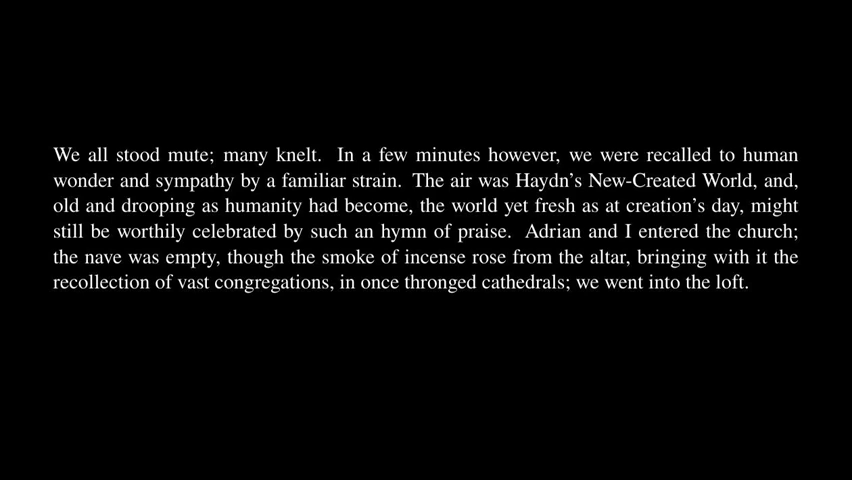 We all stood mute; many knelt. In a few minutes however, we were recalled to human
wonder and sympathy by a familiar strain. The air was Haydn's New-Created World, and,
old and drooping as humanity had become, the world yet fresh as at creation's day, might
still be worthily celebrated by such an hymn of praise. Adrian and I entered the church;
the nave was empty, though the smoke of incense rose from the altar, bringing with it the
recollection of vast congregations, in once thronged cathedrals; we went into the loft.